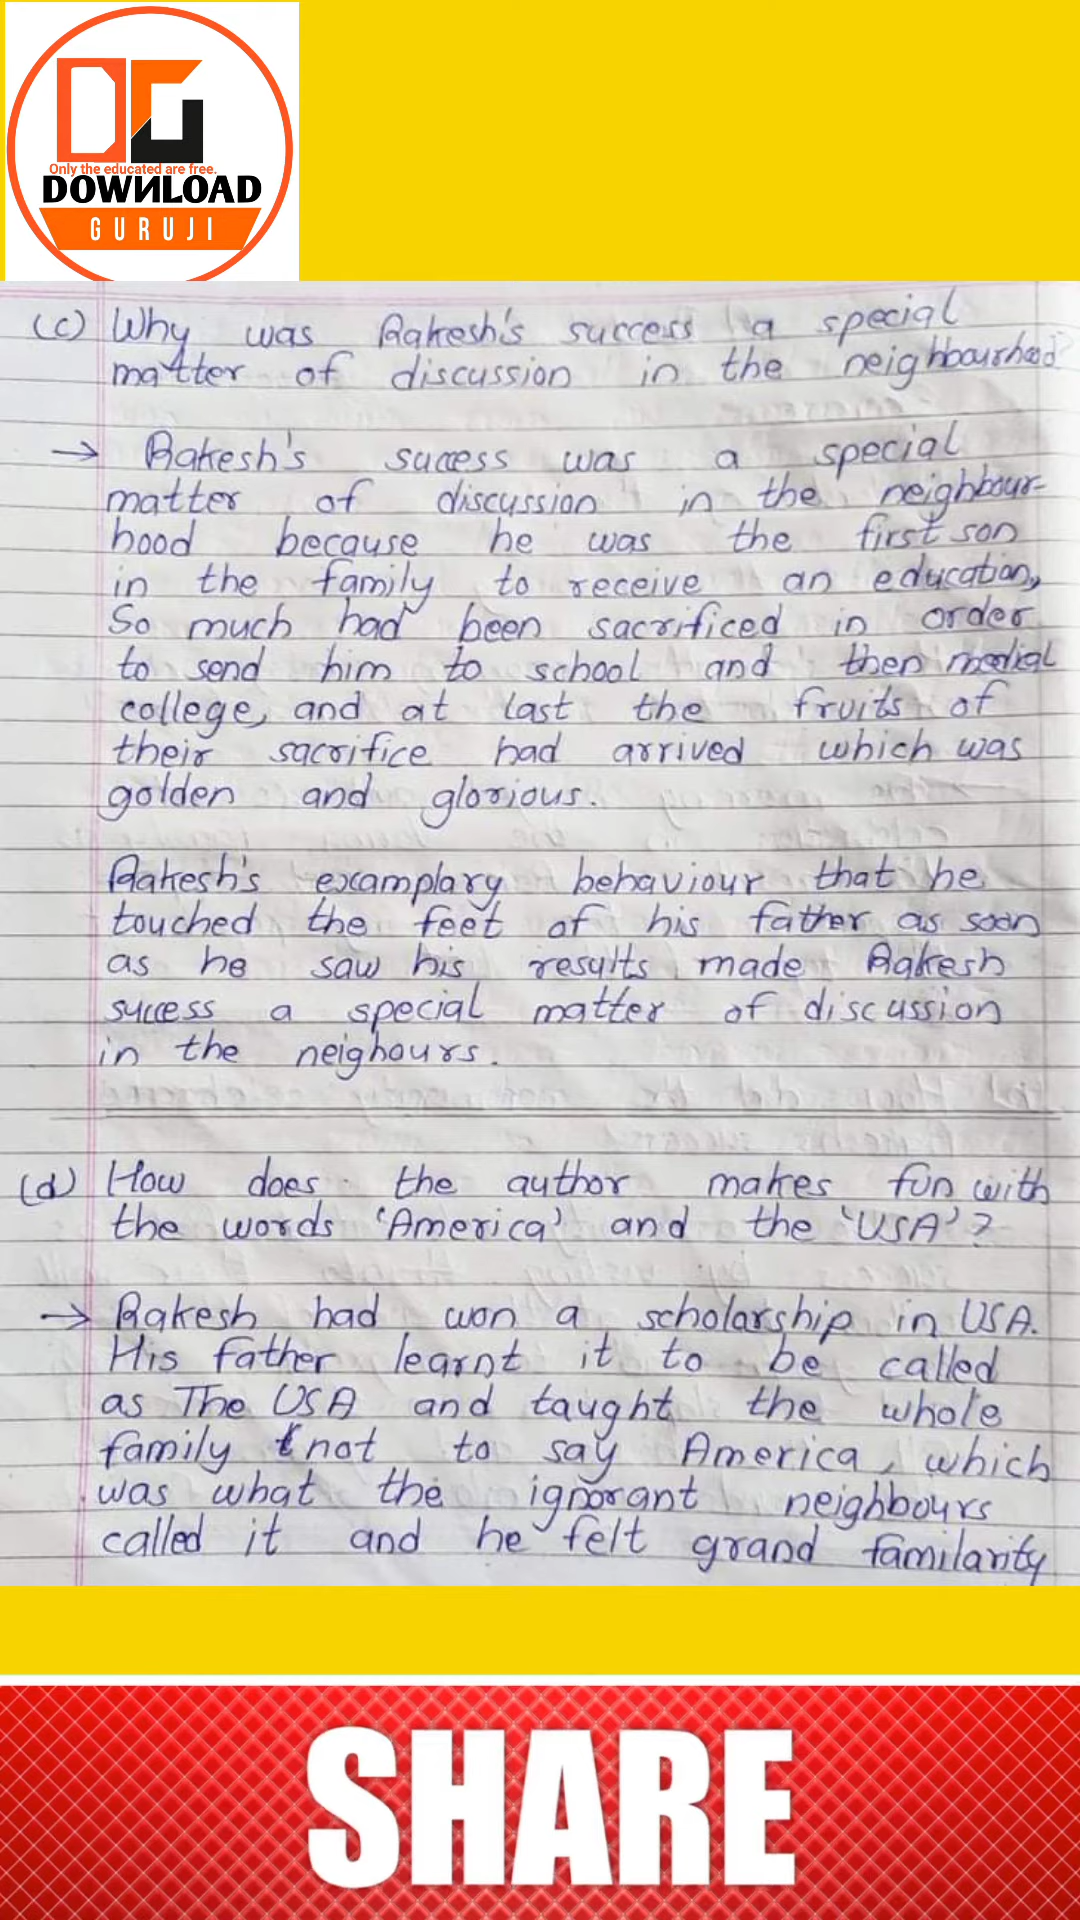 Only the educated are free.
DOWNLOAD
GURUJI
(c) Why was Rakesh's success a special
matter of discussion in the neighbourhood?
→ Rakesh's success was a special
matter of discussion in the neighbour-
hood because he was the first son
in the family to receive an education,
So much had been sacrificed in order
to send him to school and then medical
college, and at last the fruits of
their sacrifice had arrived which was
golden and glorious.
Rakesh's examplary behaviour that he
touched the feet of his father as soon
as he saw his results made Rakesh
success a special matter of discussion
in the neighours.
(d) How does the author makes fun with
the words 'America' and the 'USA'?
→ Rakesh had won a scholarship in USA.
His father learnt it to be called
as The USA and taught the whole
family not to say America, which
was what the ignorant neighbours
called it and he felt grand familarity
SHARE